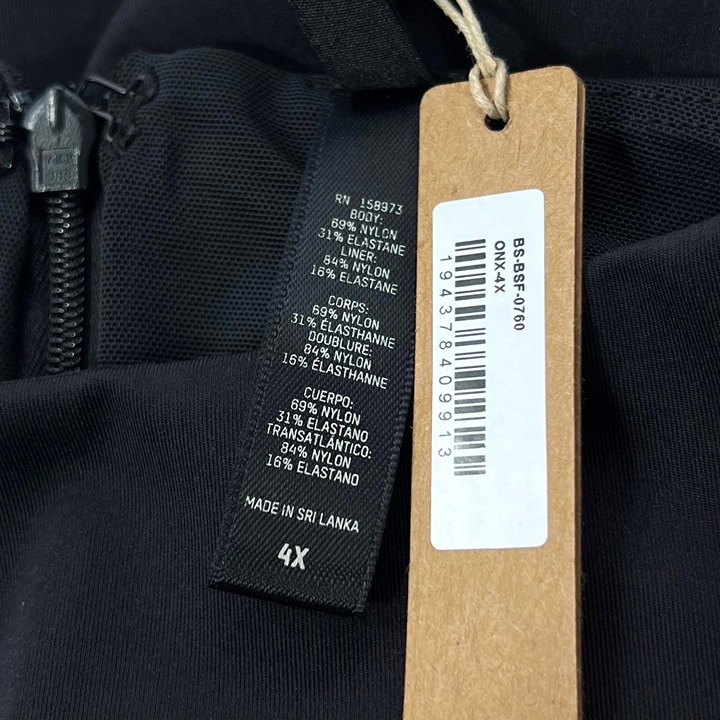 RN 158973
BODY:
69% NYLON
31% ELASTANE
LINER:
84% NYLON
16% ELASTANE
CORPS:
69% NYLON
31% ÉLASTHANNE
DOUBLURE:
84% NYLON
16% ÉLASTHANNE
CUERPO:
69% NYLON
31% ELASTANO
TRANSATLÁNTICO:
84% NYLON
16% ELASTANO
MADE IN SRI LANKA
4X
BS-BSF-0760
ONX-4X
194378409913